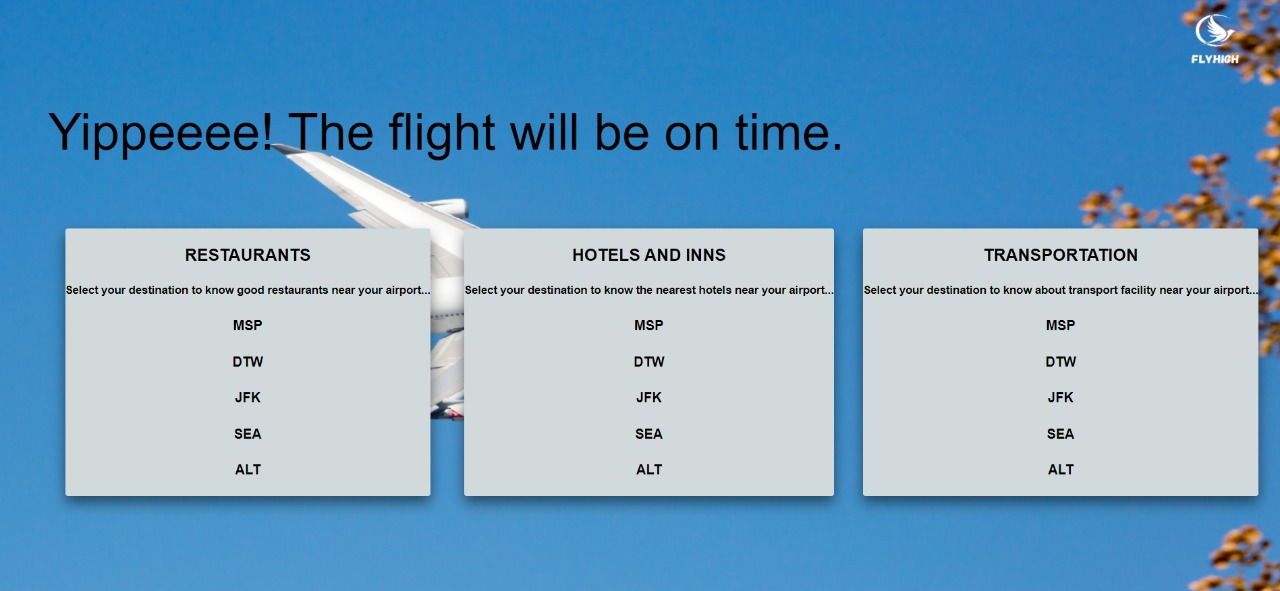 FLYHIGH
Yippeeee! The flight will be on time.
RESTAURANTS
Select your destination to know good restaurants near your airport...
MSP
DTW
JFK
SEA
ALT
HOTELS AND INNS
Select your destination to know the nearest hotels near your airport...
MSP
DTW
JFK
SEA
ALT
TRANSPORTATION
Select your destination to know about transport facility near your airport...
MSP
DTW
JFK
SEA
ALT